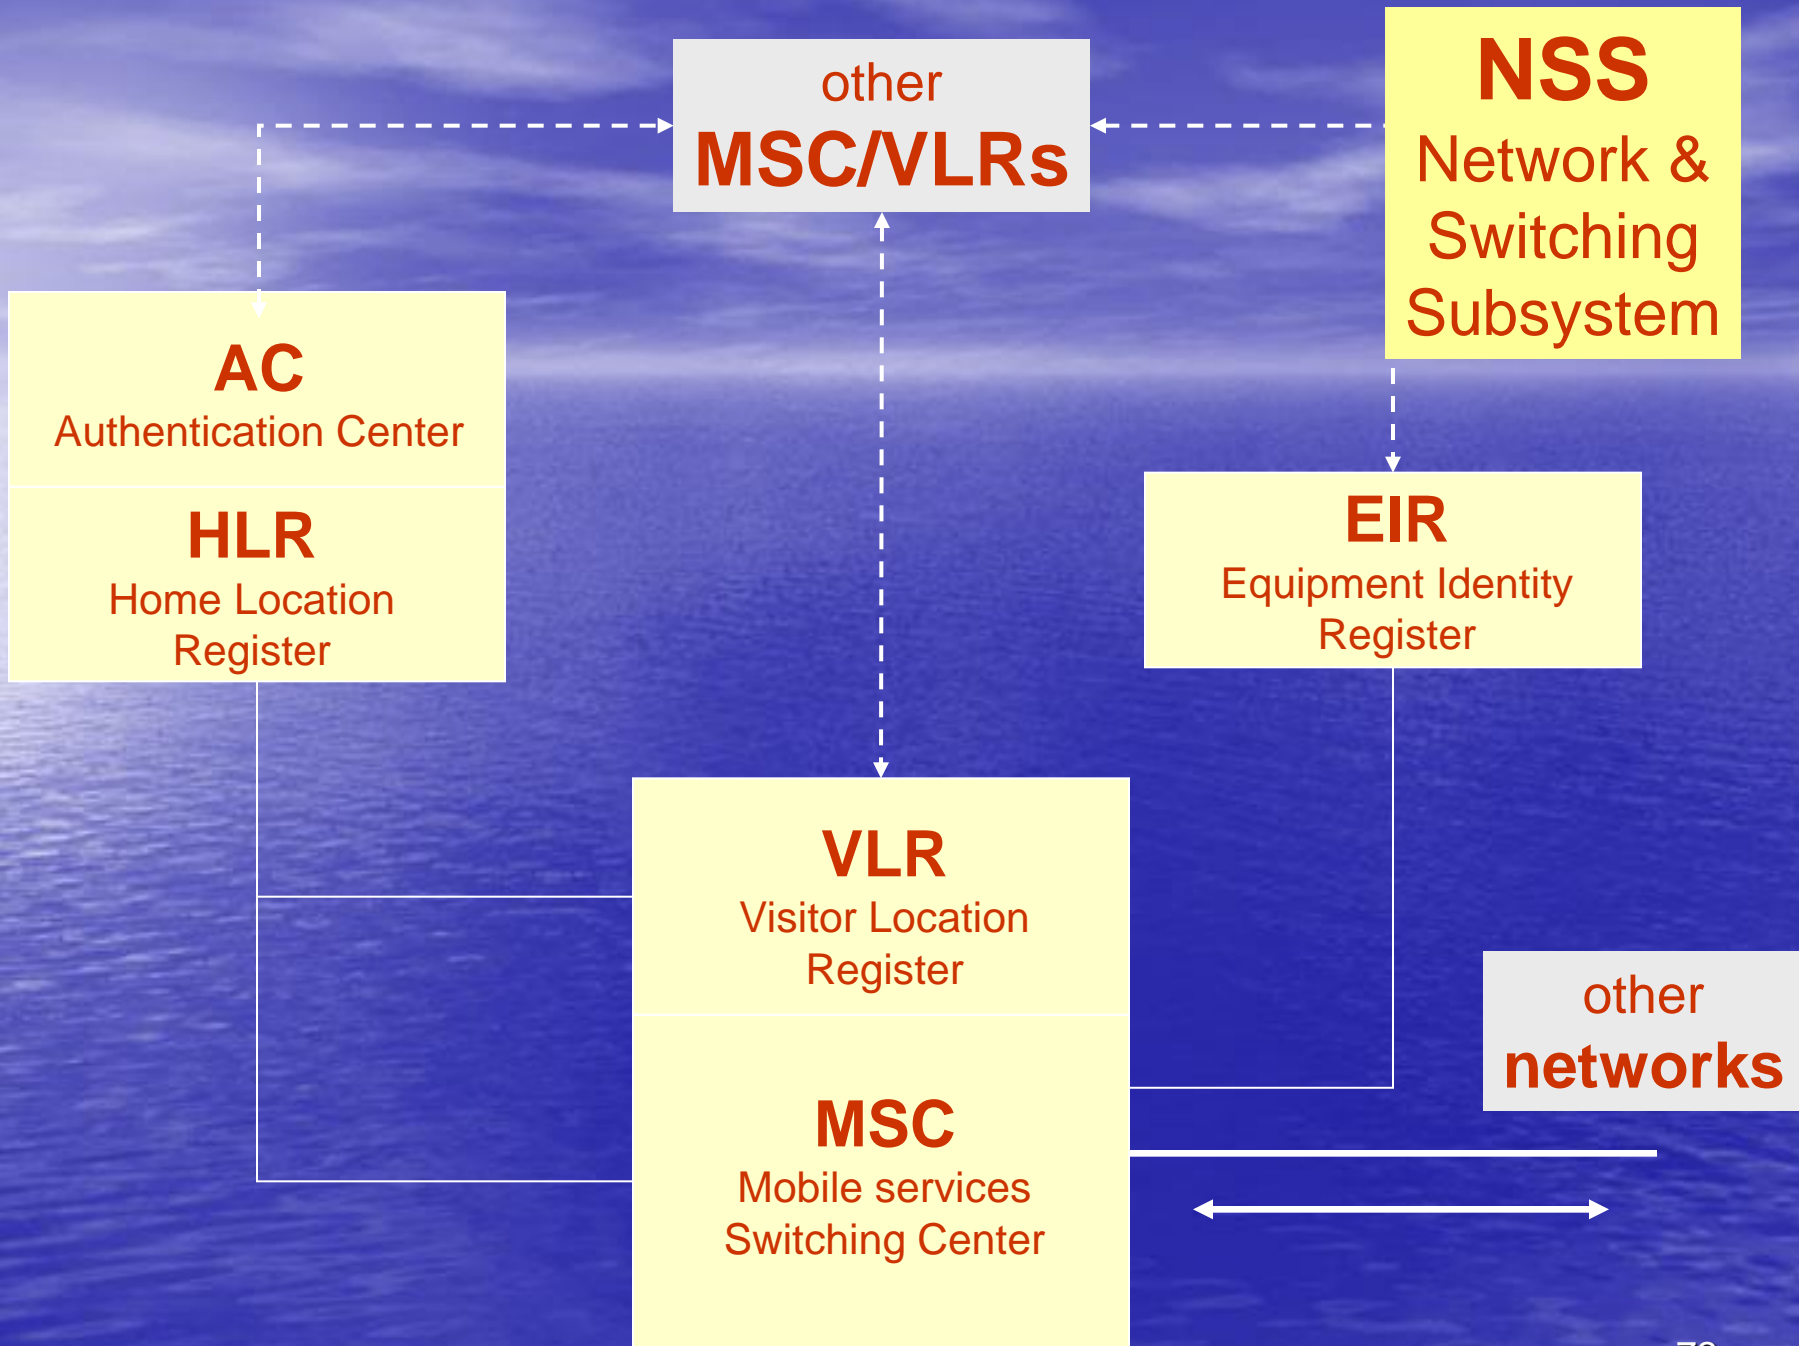 other
MSC/VLRs
NSS
Network &
Switching
Subsystem
AC
Authentication Center
HLR
Home Location
Register
EIR
Equipment Identity
Register
VLR
Visitor Location
Register
other
networks
MSC
Mobile services
Switching Center